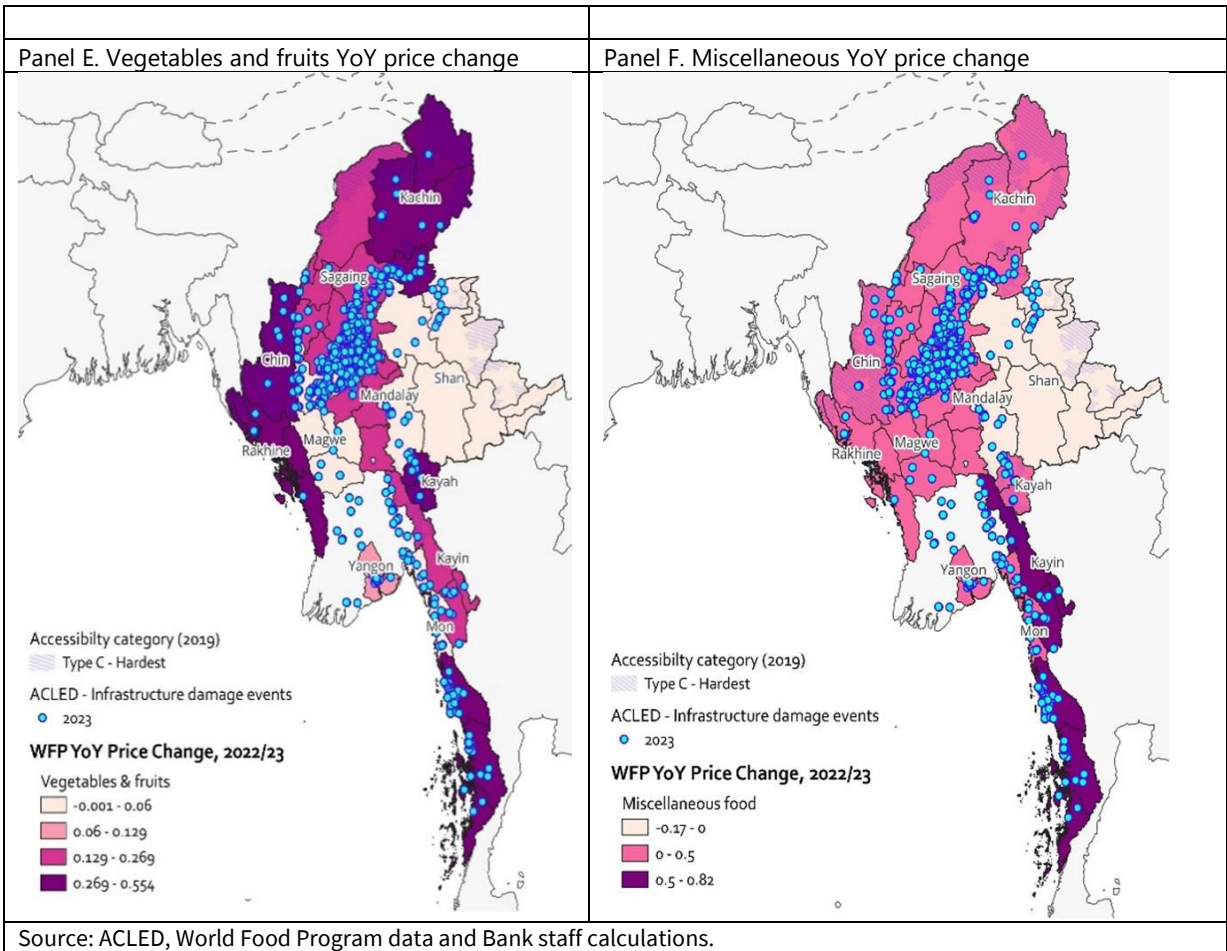 Panel E. Vegetables and fruits YoY price change
Panel F. Miscellaneous YoY price change
Kachin
Sagaing
Chin
Shan
Mandalay
Magwe
Rakhine
Kayah
Kayin
Yangon
Mon
Accessibilty category (2019)
Type C - Hardest
ACLED - Infrastructure damage events
2023
WFP YoY Price Change, 2022/23
Vegetables & fruits
-0.001 - 0.06
0.06 - 0.129
0.129 - 0.269
0.269 - 0.554
Kachin
Sagaing
Chin
Shan
Mandalay
Magwe
Rakhine
Kayah
Kayin
Yangon
Mon
Accessibilty category (2019)
Type C - Hardest
ACLED - Infrastructure damage events
2023
WFP YoY Price Change, 2022/23
Miscellaneous food
-0.17 - 0
0 - 0.5
0.5 - 0.82
Source: ACLED, World Food Program data and Bank staff calculations.